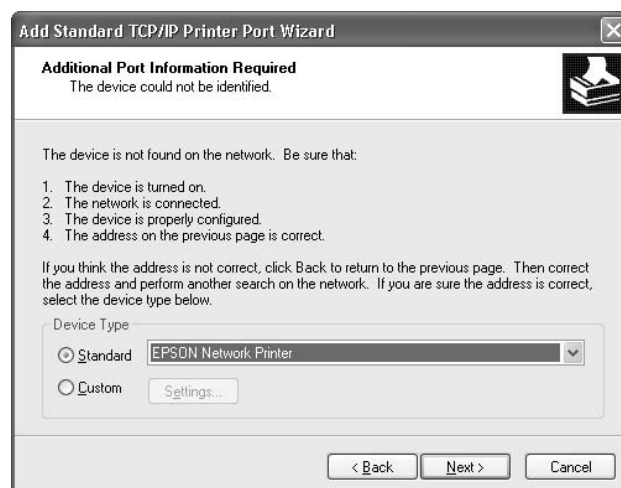 Add Standard TCP/IP Printer Port Wizard
Additional Port Information Required
The device could not be identified.
The device is not found on the network. Be sure that:
1. The device is turned on.
2. The network is connected.
3. The device is properly configured.
4. The address on the previous page is correct.
If you think the address is not correct, click Back to return to the previous page. Then correct
the address and perform another search on the network. If you are sure the address is correct,
select the device type below.
Device Type
Standard EPSON Network Printer
Custom Settings...
< Back Next > Cancel